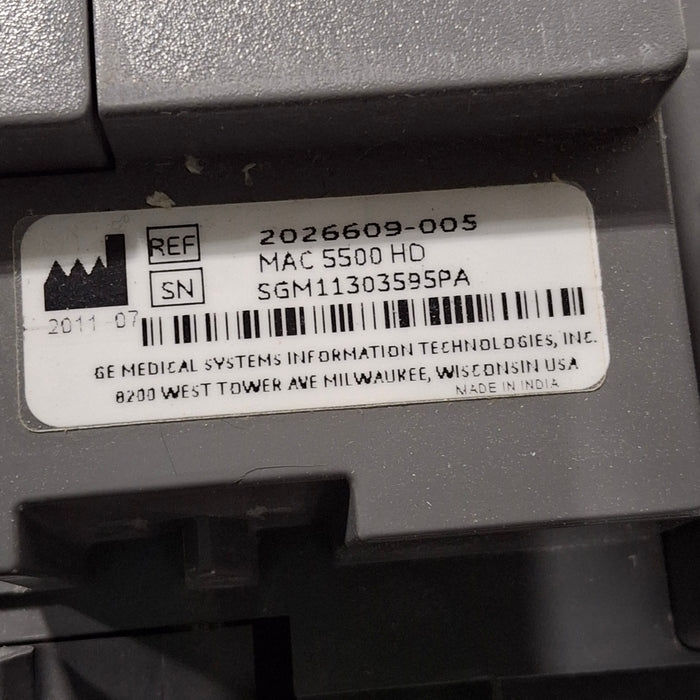 REF 2026609-005
MAC 5500 HD
SN SGM11303595PA
2011-07
GE MEDICAL SYSTEMS INFORMATION TECHNOLOGIES, INC.
8200 WEST TOWER AVE MILWAUKEE, WISCONSIN USA
MADE IN INDIA